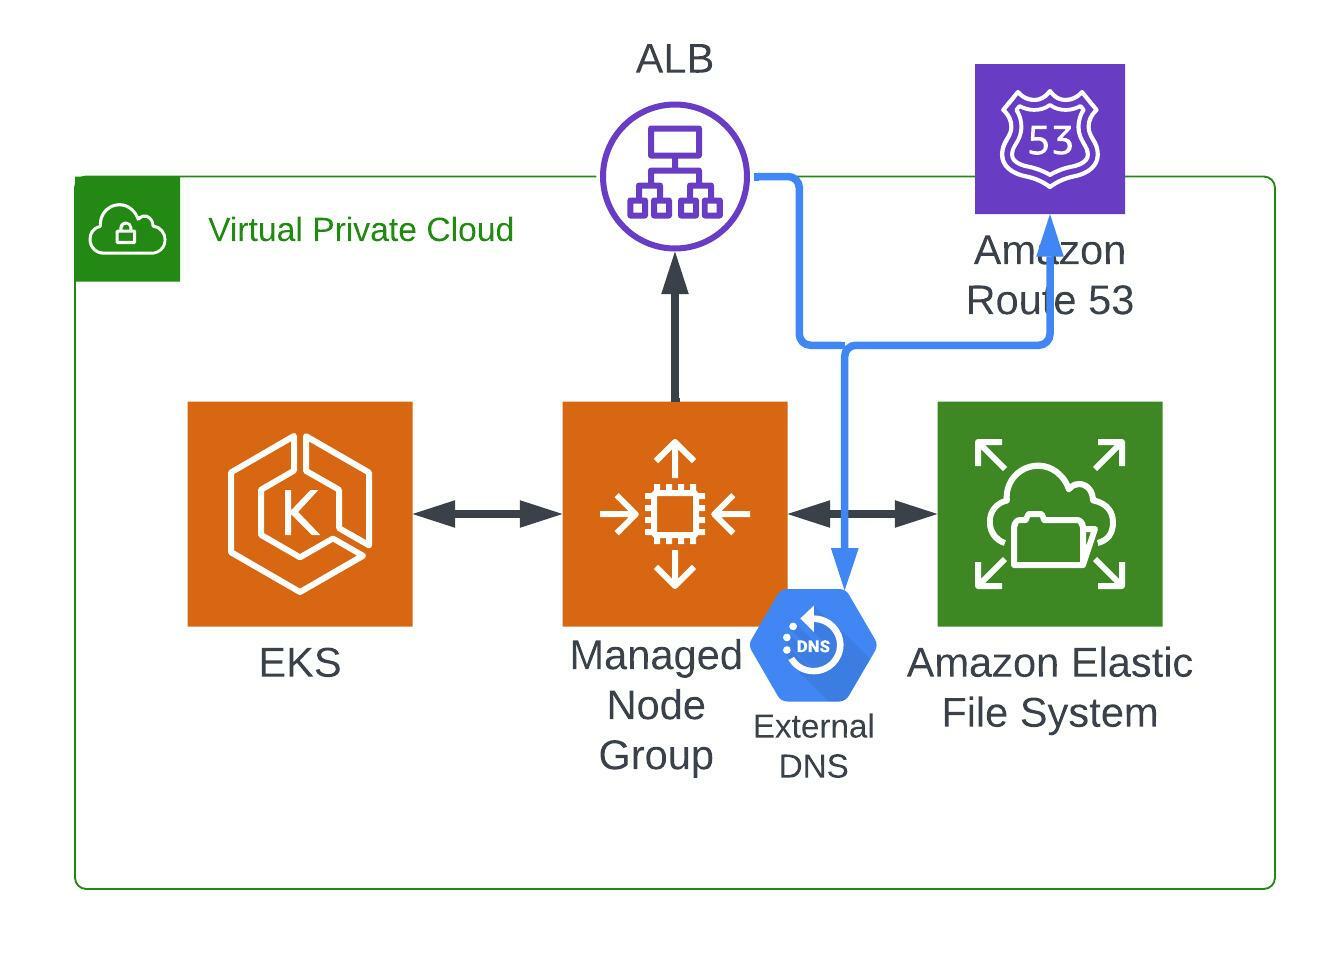 ALB
53
Virtual Private Cloud
Amazon
Route 53
K
DNS
EKS
Managed
Node
Group
External
DNS
Amazon Elastic
File System